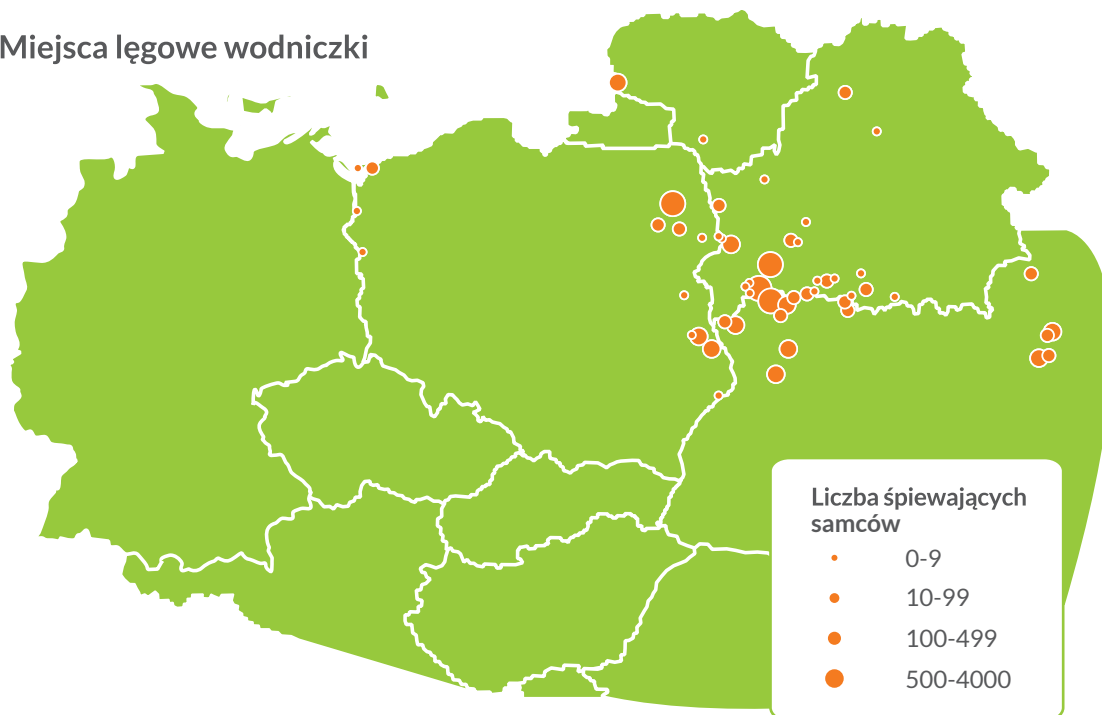 Miejsca lęgowe wodniczki
Liczba śpiewających
samców
0-9
10-99
100-499
500-4000